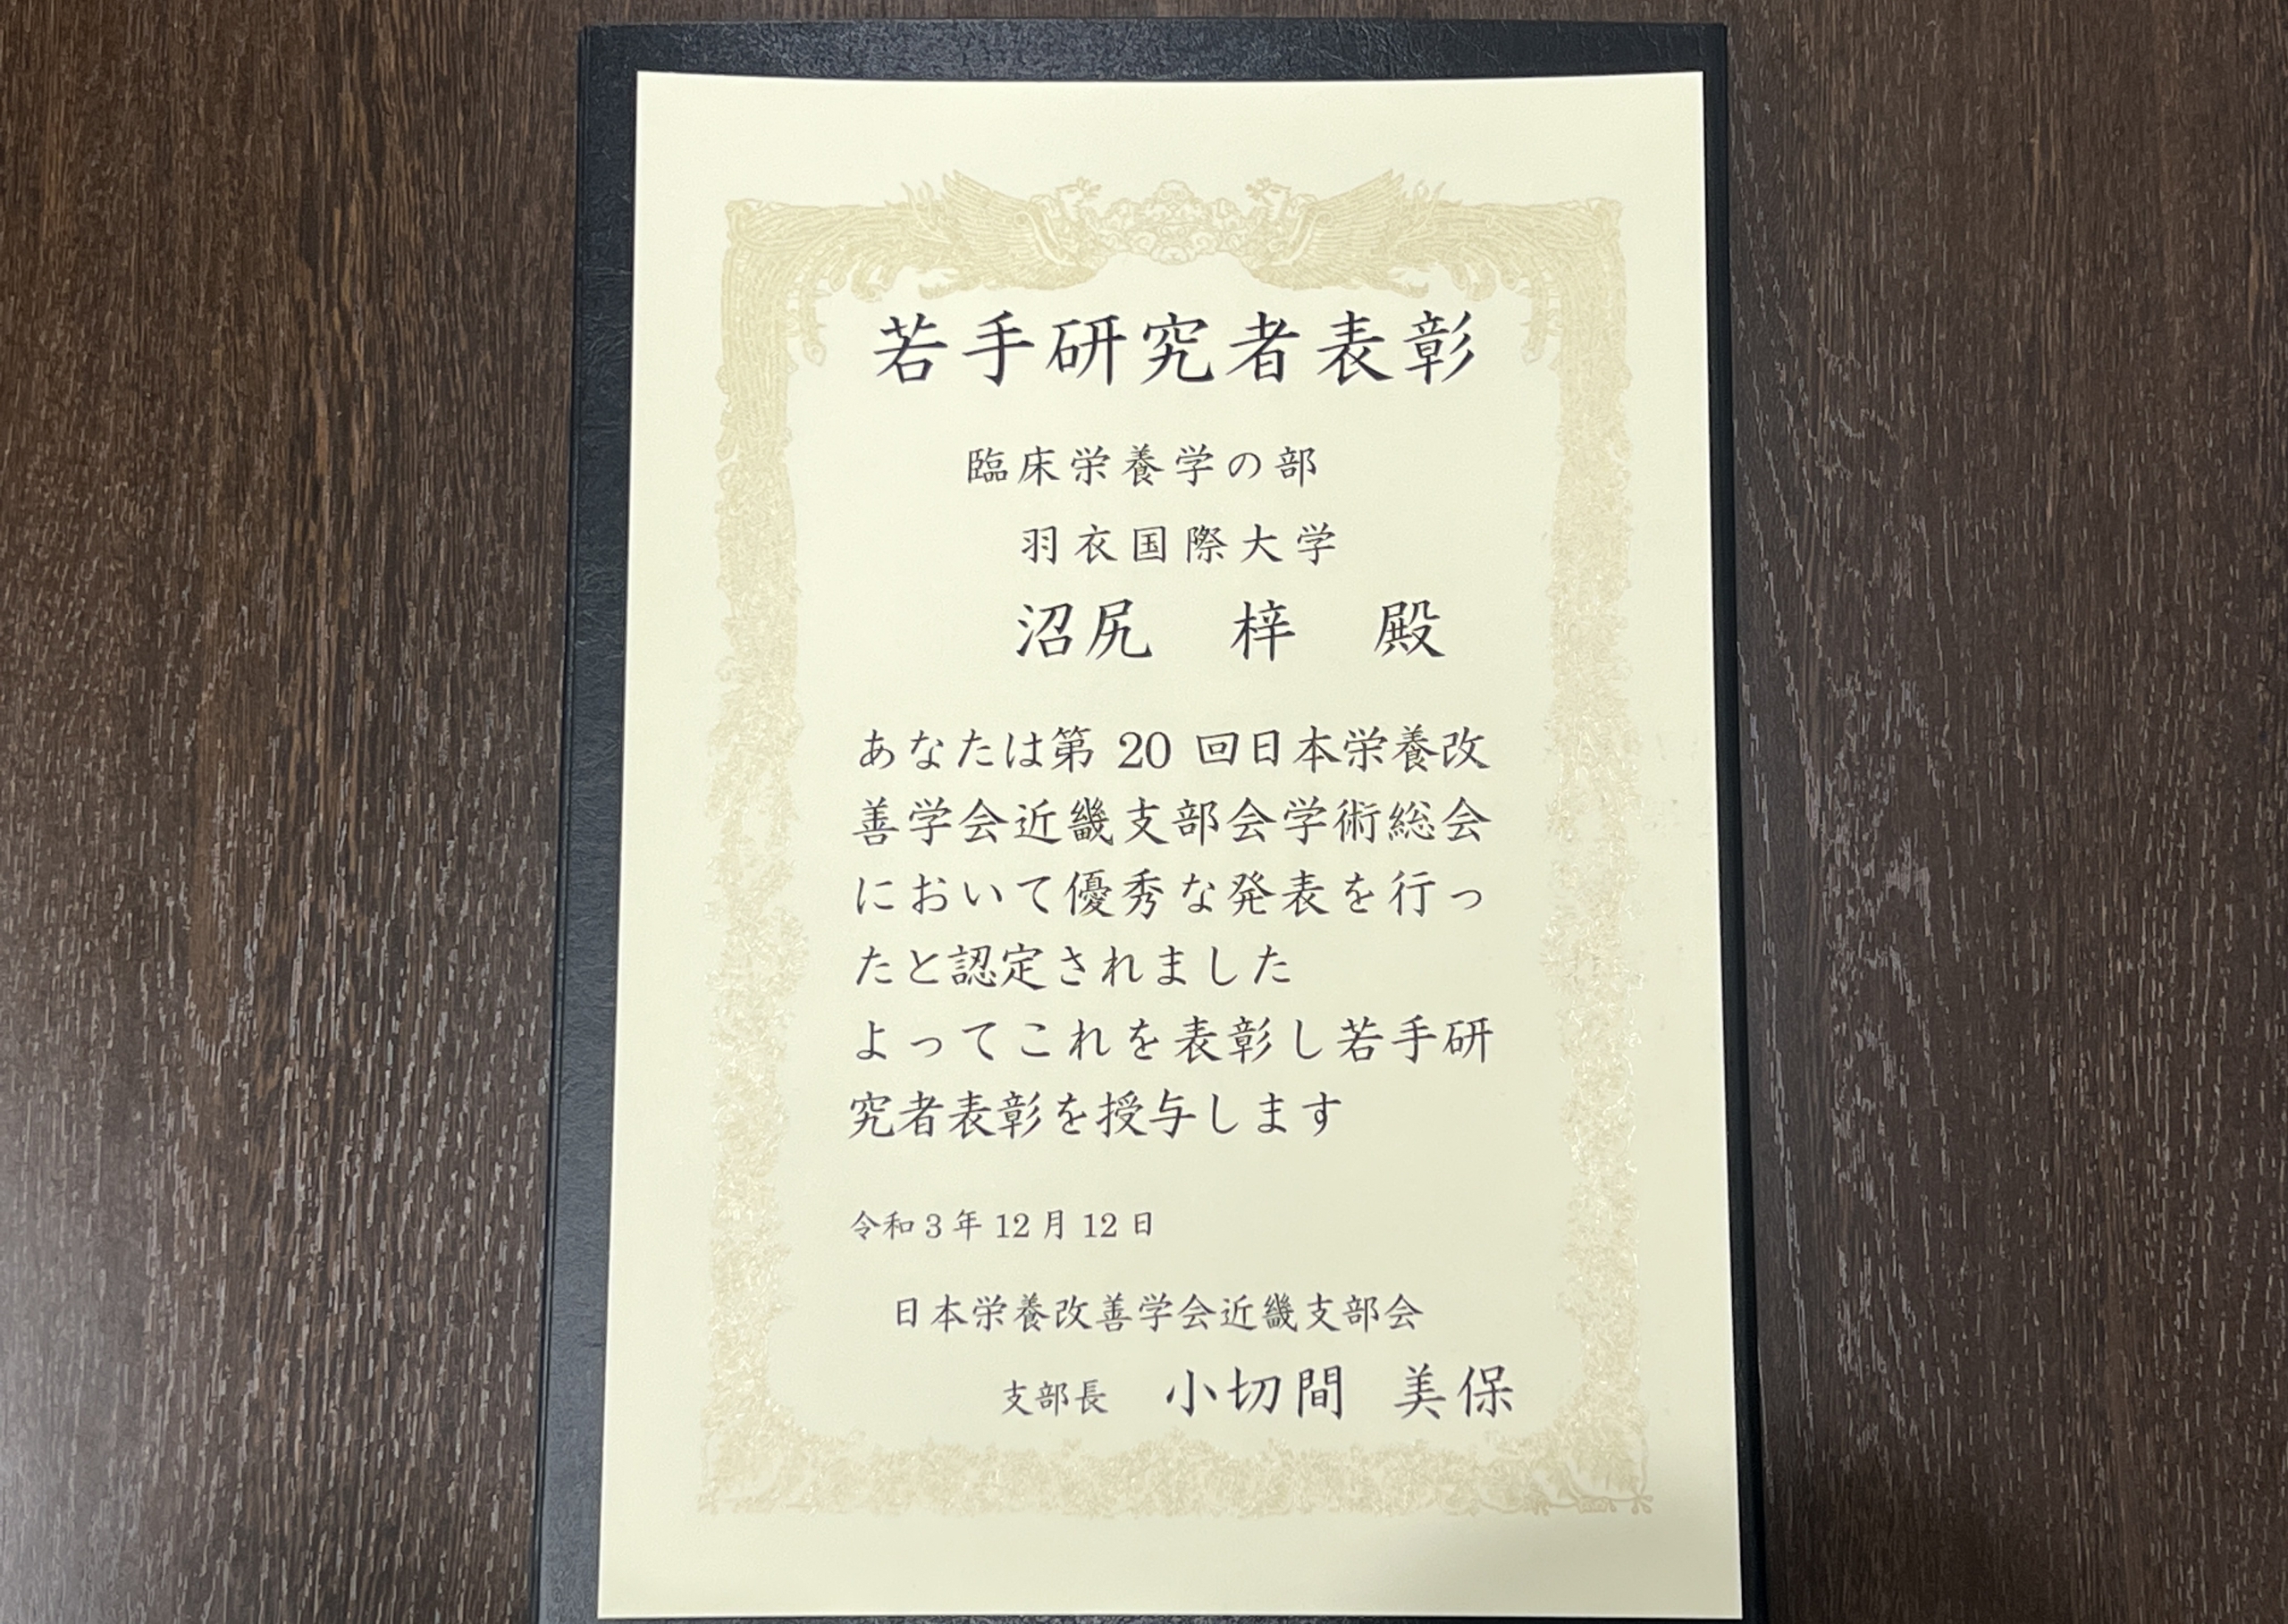 若手研究者表彰
臨床栄養学の部
羽衣国際大学
沼尻 梓 殿
あなたは第 20 回日本栄養改
善学会近畿支部会学術総会
において優秀な発表を行っ
たと認定されました
よってこれを表彰し若手研
究者表彰を授与します
令和 3 年 12 月 12 日
日本栄養改善学会近畿支部会
支部長 小切間 美保